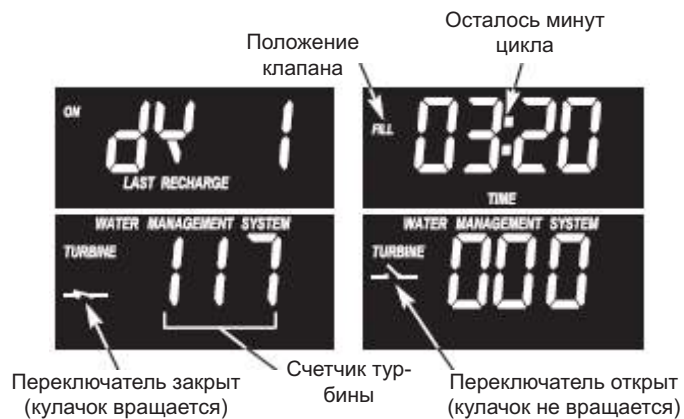 Положение
клапана
Осталось минут
цикла
ON
dY 1
LAST RECHARGE
FILL
03:20
TIME
WATER MANAGEMENT SYSTEM
TURBINE
117
WATER MANAGEMENT SYSTEM
TURBINE
000
Переключатель закрыт
(кулачок вращается)
Счетчик тур-
бины
Переключатель открыт
(кулачок не вращается)